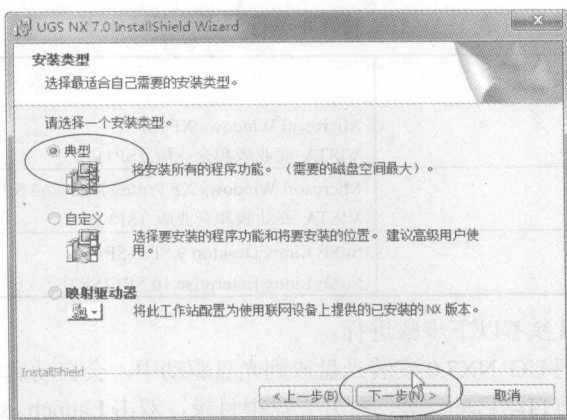 UGS NX 7.0 InstallShield Wizard
安装类型
选择最适合自己需要的安装类型。
请选择一个安装类型。
典型
将安装所有的程序功能。（需要的磁盘空间最大）。
自定义
选择要安装的程序功能和将要安装的位置。建议高级用户使
用。
映射驱动器
将此工作站配置为使用联网设备上提供的已安装的 NX 版本。
InstallShield
<上一步(B)
下一步(N) >
取消